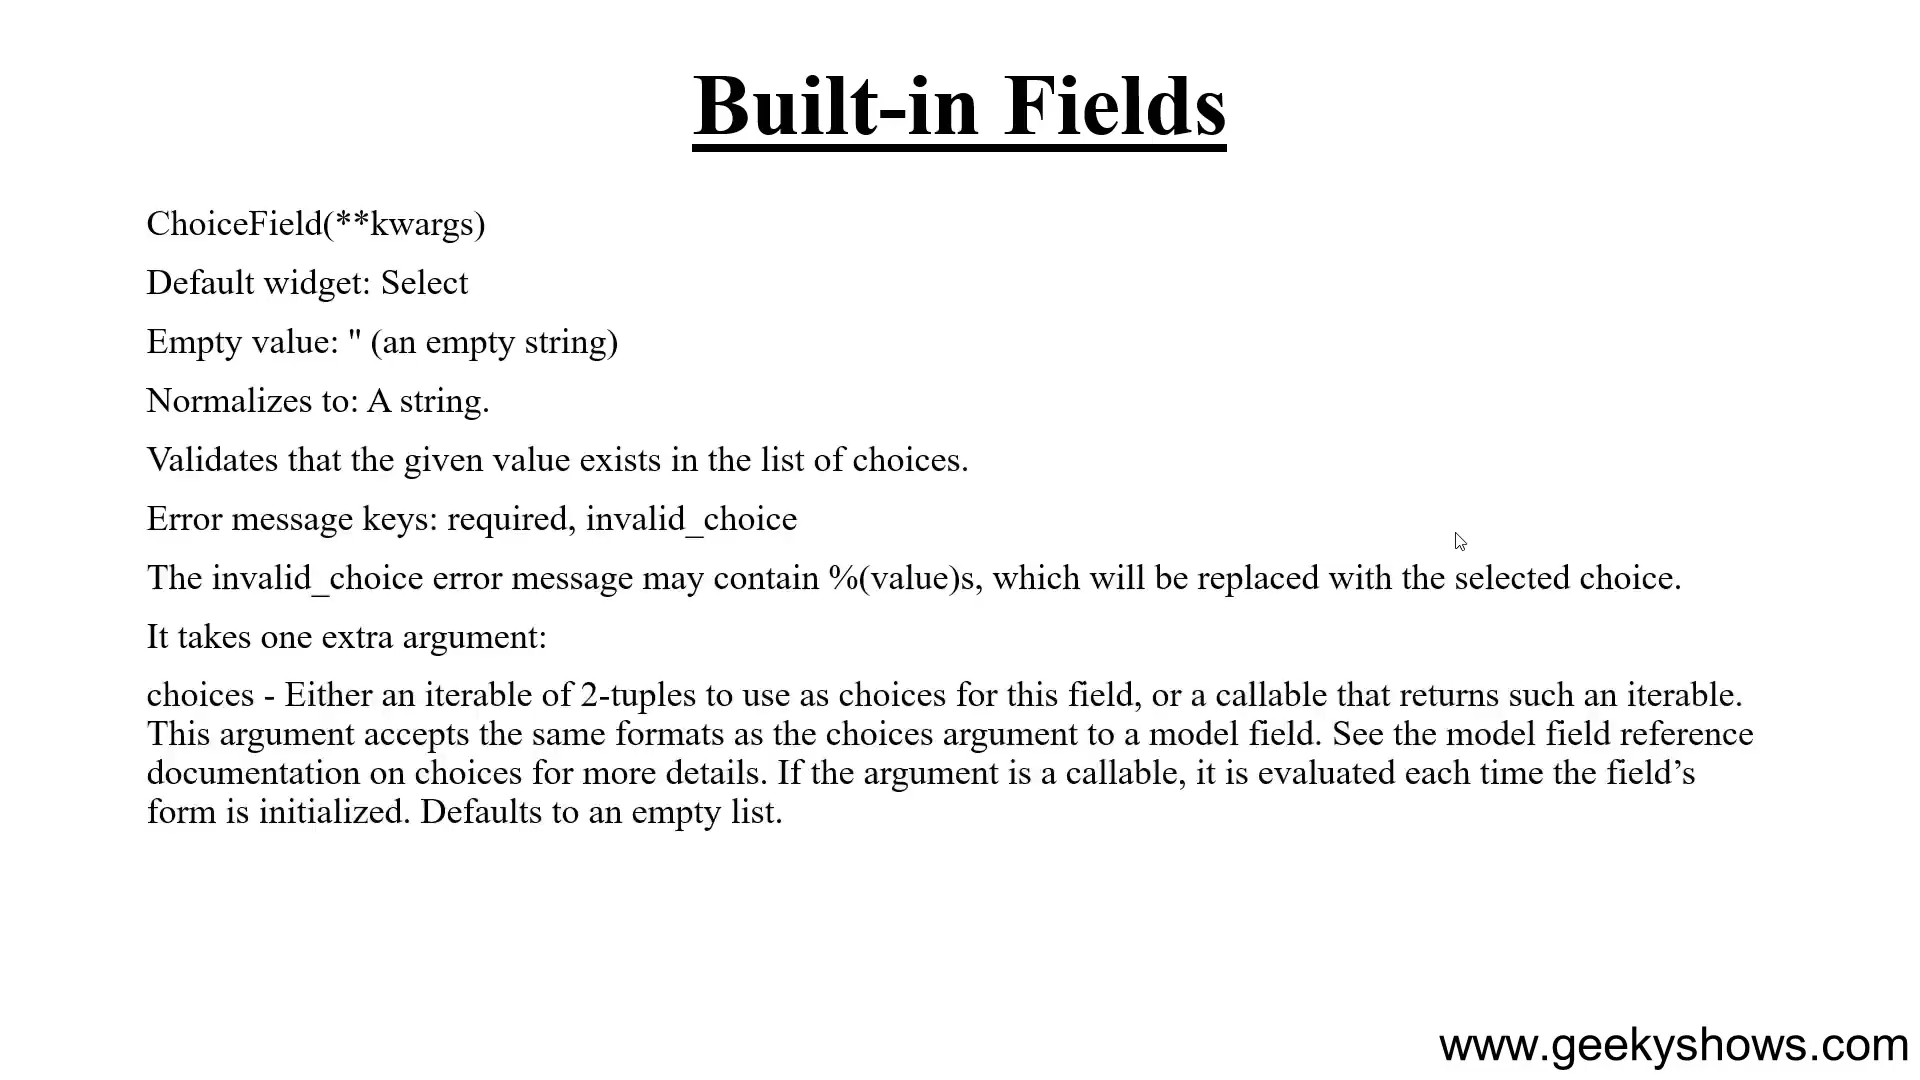 Built-in Fields
ChoiceField(**kwargs)
Default widget: Select
Empty value: '' (an empty string)
Normalizes to: A string.
Validates that the given value exists in the list of choices.
Error message keys: required, invalid_choice
The invalid_choice error message may contain %(value)s, which will be replaced with the selected choice.
It takes one extra argument:
choices - Either an iterable of 2-tuples to use as choices for this field, or a callable that returns such an iterable.
This argument accepts the same formats as the choices argument to a model field. See the model field reference
documentation on choices for more details. If the argument is a callable, it is evaluated each time the field’s
form is initialized. Defaults to an empty list.
www.geekyshows.com